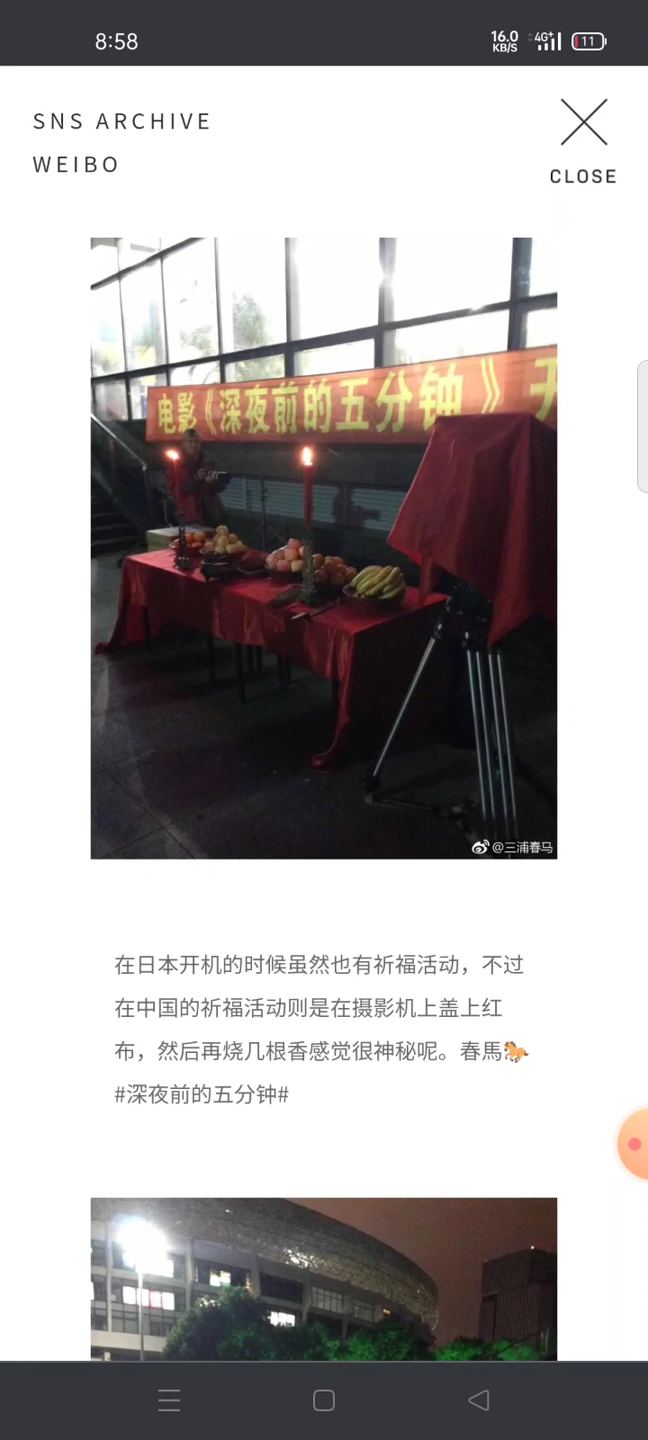 8:58
16.0
KB/S
4G+
11
SNS ARCHIVE
WEIBO
CLOSE
电影《深夜前的五分钟》开
@三浦春马
在日本开机的时候虽然也有祈福活动，不过
在中国的祈福活动则是在摄影机上盖上红
布，然后再烧几根香感觉很神秘呢。春馬🐎
#深夜前的五分钟#